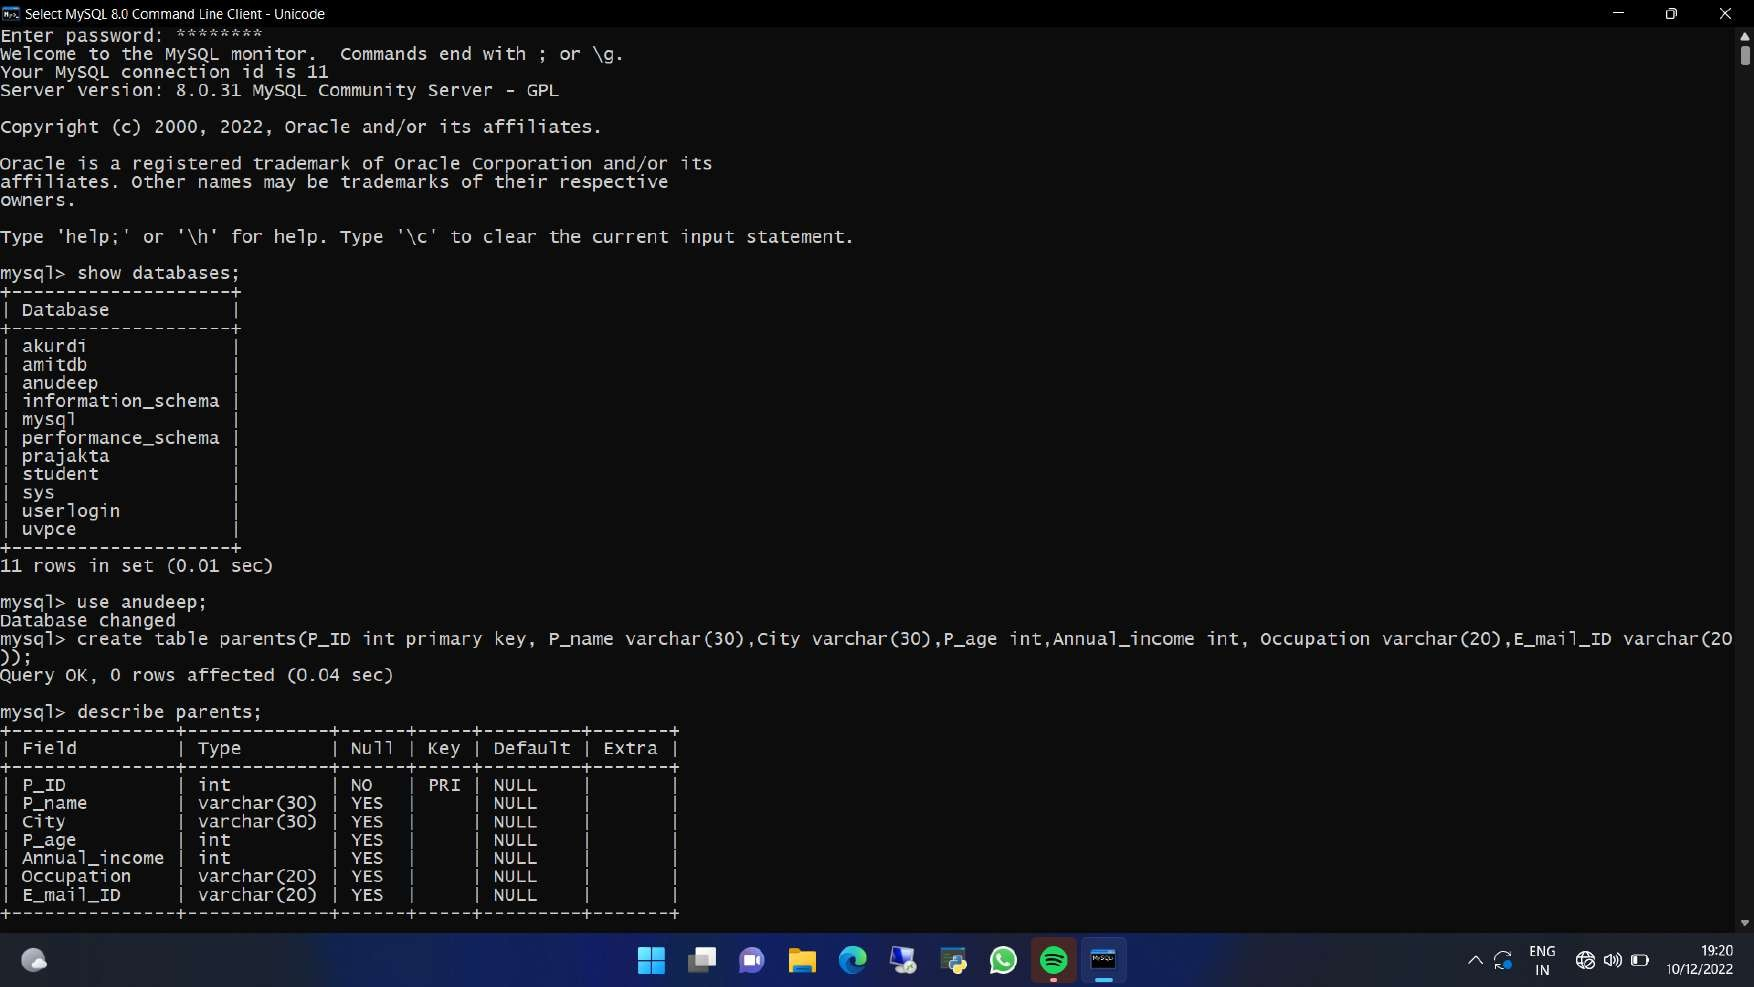 Select MySQL 8.0 Command Line Client - Unicode
Enter password: ********
Welcome to the MySQL monitor.  Commands end with ; or \g.
Your MySQL connection id is 11
Server version: 8.0.31 MySQL Community Server - GPL
Copyright (c) 2000, 2022, Oracle and/or its affiliates.
Oracle is a registered trademark of Oracle Corporation and/or its
affiliates. Other names may be trademarks of their respective
owners.
Type 'help;' or '\h' for help. Type '\c' to clear the current input statement.
mysql> show databases;
+--------------------+
| Database           |
+--------------------+
| akurdi             |
| amitdb             |
| anudeep            |
| information_schema |
| mysql              |
| performance_schema |
| prajakta           |
| student            |
| sys                |
| userlogin          |
| uvpce              |
+--------------------+
11 rows in set (0.01 sec)
mysql> use anudeep;
Database changed
mysql> create table parents(P_ID int primary key, P_name varchar(30),City varchar(30),P_age int,Annual_income int, Occupation varchar(20),E_mail_ID varchar(20
));
Query OK, 0 rows affected (0.04 sec)
mysql> describe parents;
+---------------+-------------+------+-----+---------+-------+
| Field         | Type        | Null | Key | Default | Extra |
+---------------+-------------+------+-----+---------+-------+
| P_ID          | int         | NO   | PRI | NULL    |       |
| P_name        | varchar(30) | YES  |     | NULL    |       |
| City          | varchar(30) | YES  |     | NULL    |       |
| P_age         | int         | YES  |     | NULL    |       |
| Annual_income | int         | YES  |     | NULL    |       |
| Occupation    | varchar(20) | YES  |     | NULL    |       |
| E_mail_ID     | varchar(20) | YES  |     | NULL    |       |
+---------------+-------------+------+-----+---------+-------+
ENG
IN
19:20
10/12/2022